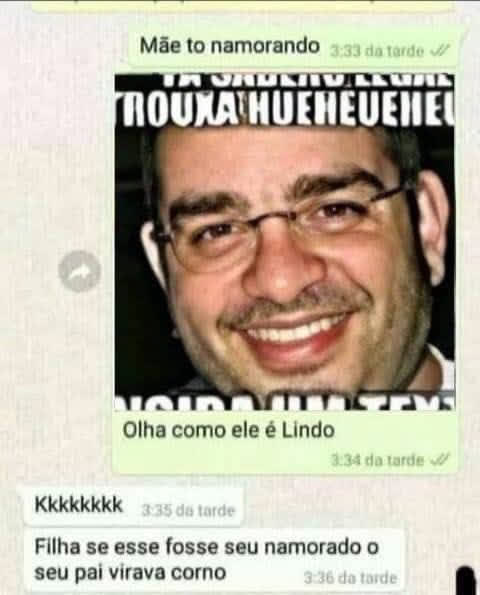 Mãe to namorando 3:33 da tarde
TROUXA HUEHEUEHEU
Olha como ele é Lindo
3:34 da tarde
Kkkkkkkk 3:35 da tarde
Filha se esse fosse seu namorado o
seu pai virava corno 3:36 da tarde